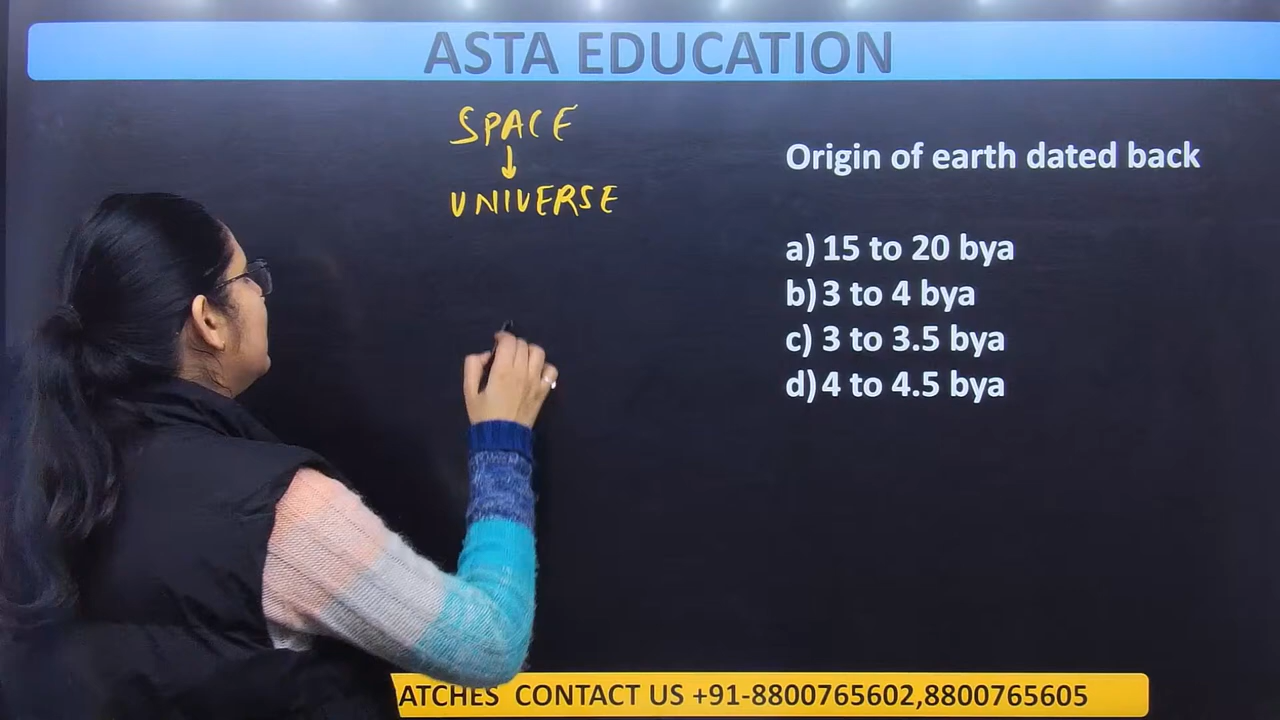 ASTA EDUCATION
SPACE
↓
UNIVERSE
Origin of earth dated back
a) 15 to 20 bya
b) 3 to 4 bya
c) 3 to 3.5 bya
d) 4 to 4.5 bya
ATCHES CONTACT US +91-8800765602,8800765605